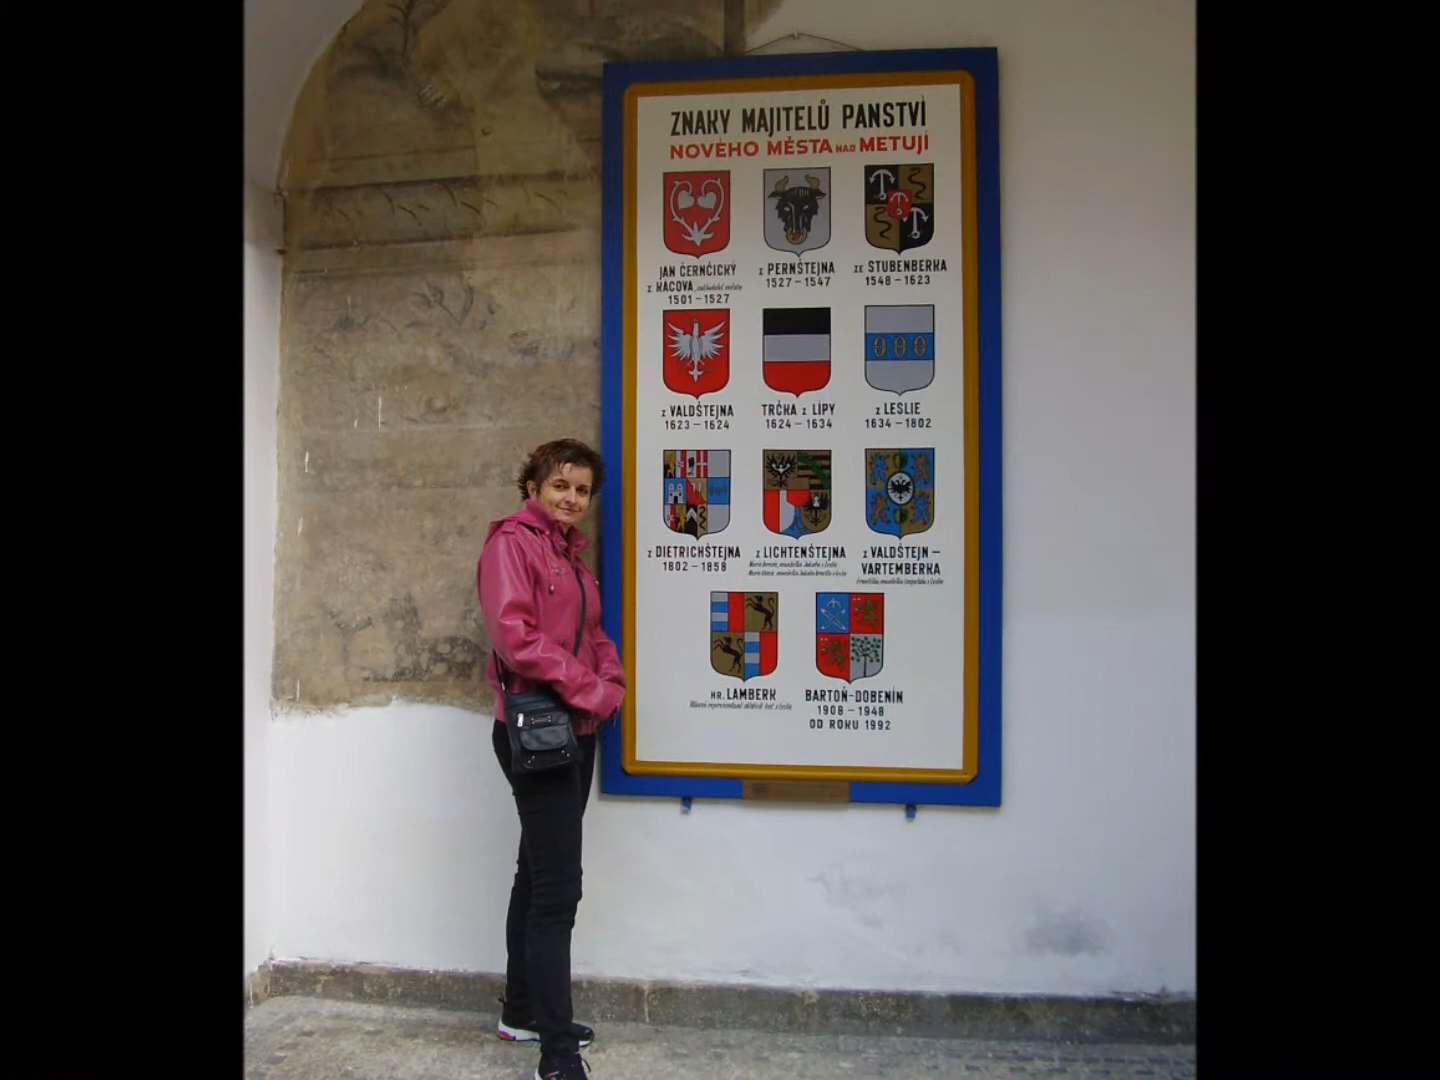 ZNAKY MAJITELŮ PANSTVÍ
NOVÉHO MĚSTA NAD METUJÍ
JAN ČERNČICKÝ
z KÁCOVA, zakladatel města
1501 – 1527
z PERNŠTEJNA
1527 – 1547
ZE STUBENBERKA
1548 – 1623
z VALDŠTEJNA
1623 – 1624
TRČKA z LÍPY
1624 – 1634
z LESLIE
1634 – 1802
z DIETRICHŠTEJNA
1802 – 1858
z LICHTENŠTEJNA
z VALDŠTEJN –
VARTEMBERKA
HR. LAMBERK
BARTOŇ-DOBENÍN
1908 – 1948
OD ROKU 1992